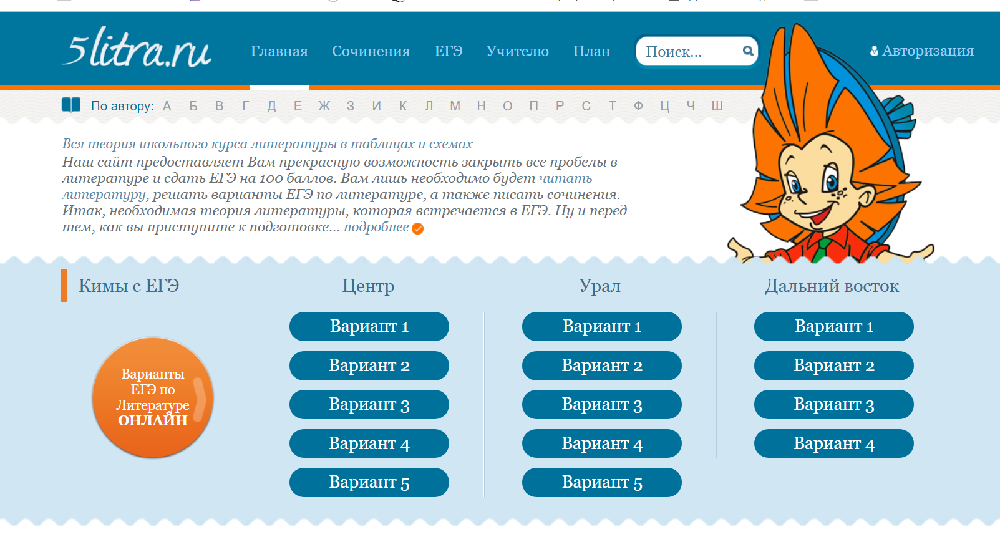 5litra.ru
Главная Сочинения ЕГЭ Учителю План Поиск... Авторизация
По автору: А Б В Г Д Е Ж З И К Л М Н О П Р С Т Ф Ц Ч Ш
Вся теория школьного курса литературы в таблицах и схемах
Наш сайт предоставляет Вам прекрасную возможность закрыть все пробелы в
литературе и сдать ЕГЭ на 100 баллов. Вам лишь необходимо будет читать
литературу, решать варианты ЕГЭ по литературе, а также писать сочинения.
Итак, необходимая теория литературы, которая встречается в ЕГЭ. Ну и перед
тем, как вы приступите к подготовке... подробнее
Кимы с ЕГЭ
Варианты
ЕГЭ по
Литературе
ОНЛАЙН
Центр
Вариант 1
Вариант 2
Вариант 3
Вариант 4
Вариант 5
Урал
Вариант 1
Вариант 2
Вариант 3
Вариант 4
Вариант 5
Дальний восток
Вариант 1
Вариант 2
Вариант 3
Вариант 4